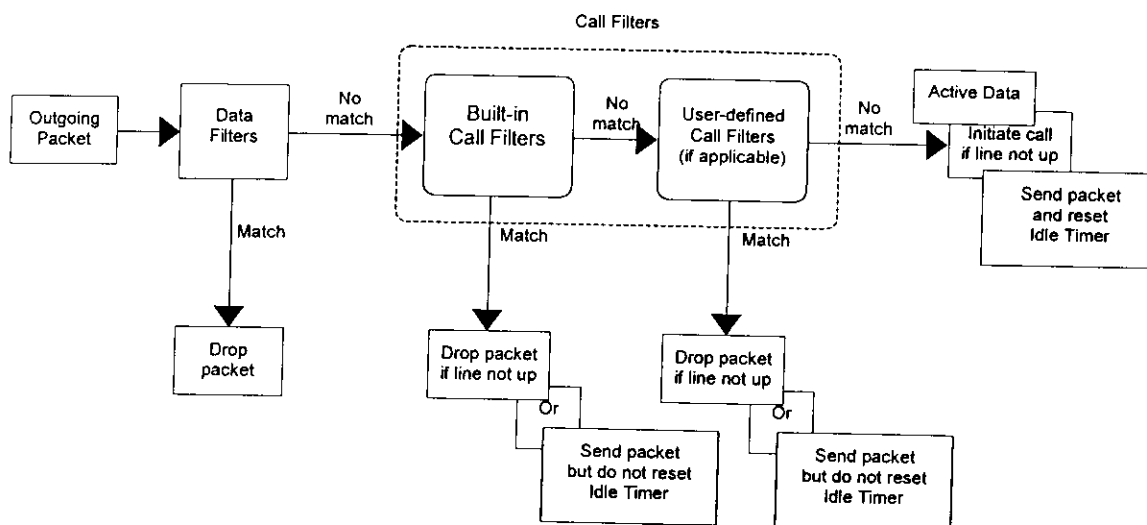 Call Filters
Outgoing
Packet
Data
Filters
No
match
Built-in
Call Filters
No
match
User-defined
Call Filters
(if applicable)
No
match
Active Data
Initiate call
if line not up
Send packet
and reset
Idle Timer
Match
Match
Match
Drop
packet
Drop packet
if line not up
Or
Send packet
but do not reset
Idle Timer
Drop packet
if line not up
Or
Send packet
but do not reset
Idle Timer